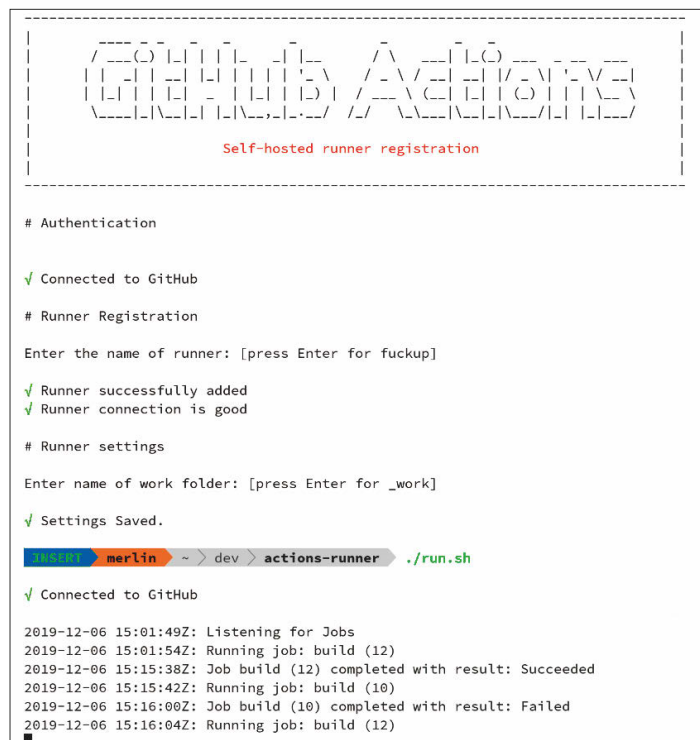 GitHub Actions
Self-hosted runner registration
# Authentication
√ Connected to GitHub
# Runner Registration
Enter the name of runner: [press Enter for fuckup]
√ Runner successfully added
√ Runner connection is good
# Runner settings
Enter name of work folder: [press Enter for _work]
√ Settings Saved.
INSERT merlin ~ dev actions-runner ./run.sh
√ Connected to GitHub
2019-12-06 15:01:49Z: Listening for Jobs
2019-12-06 15:01:54Z: Running job: build (12)
2019-12-06 15:15:38Z: Job build (12) completed with result: Succeeded
2019-12-06 15:15:42Z: Running job: build (10)
2019-12-06 15:16:00Z: Job build (10) completed with result: Failed
2019-12-06 15:16:04Z: Running job: build (12)